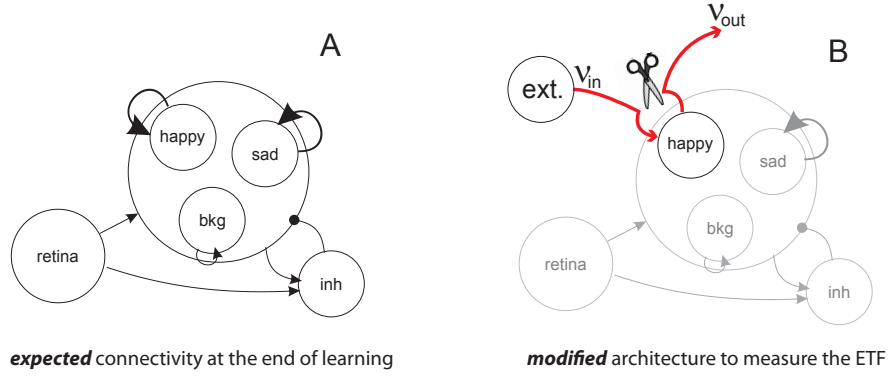 A
happy
sad
bkg
retina
inh
expected connectivity at the end of learning
B
νout
νin
ext.
happy
sad
bkg
retina
inh
modified architecture to measure the ETF